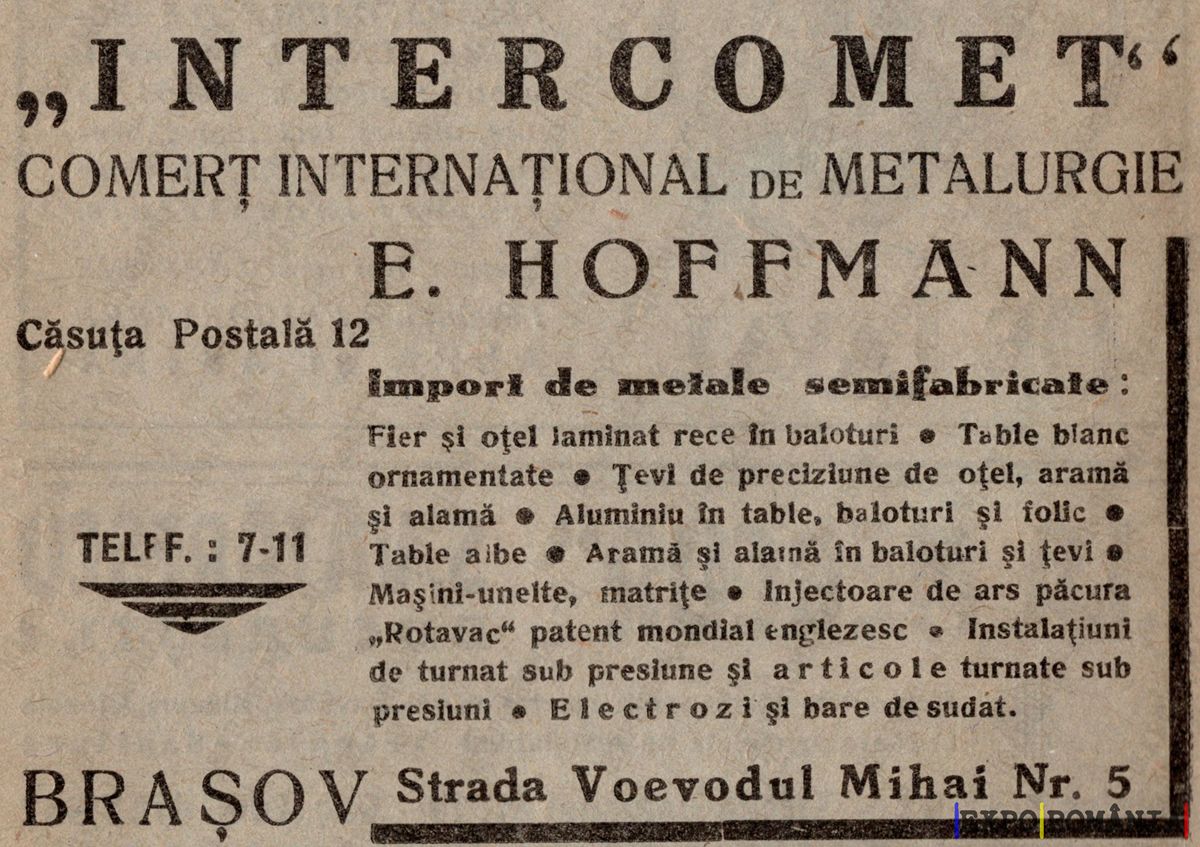 „INTERCOMET“
COMERȚ INTERNAȚIONAL DE METALURGIE
E. HOFFMANN
Căsuța Postală 12
Import de metale semifabricate:
Fier și oțel laminat rece în baloturi • Table blanc
ornamentate • Țevi de preciziune de oțel, aramă
și alamă • Aluminiu în table, baloturi și folic •
Table albe • Aramă și alamă în baloturi și țevi •
Mașini-unelte, matrițe • Injectoare de ars păcura
„Rotavac“ patent mondial englezesc • Instalațiuni
de turnat sub presiune și articole turnate sub
presiuni • Electrozi și bare de sudat.
TELEF. : 7-11
BRAȘOV Strada Voevodul Mihai Nr. 5
EXPO ROMÂNIA